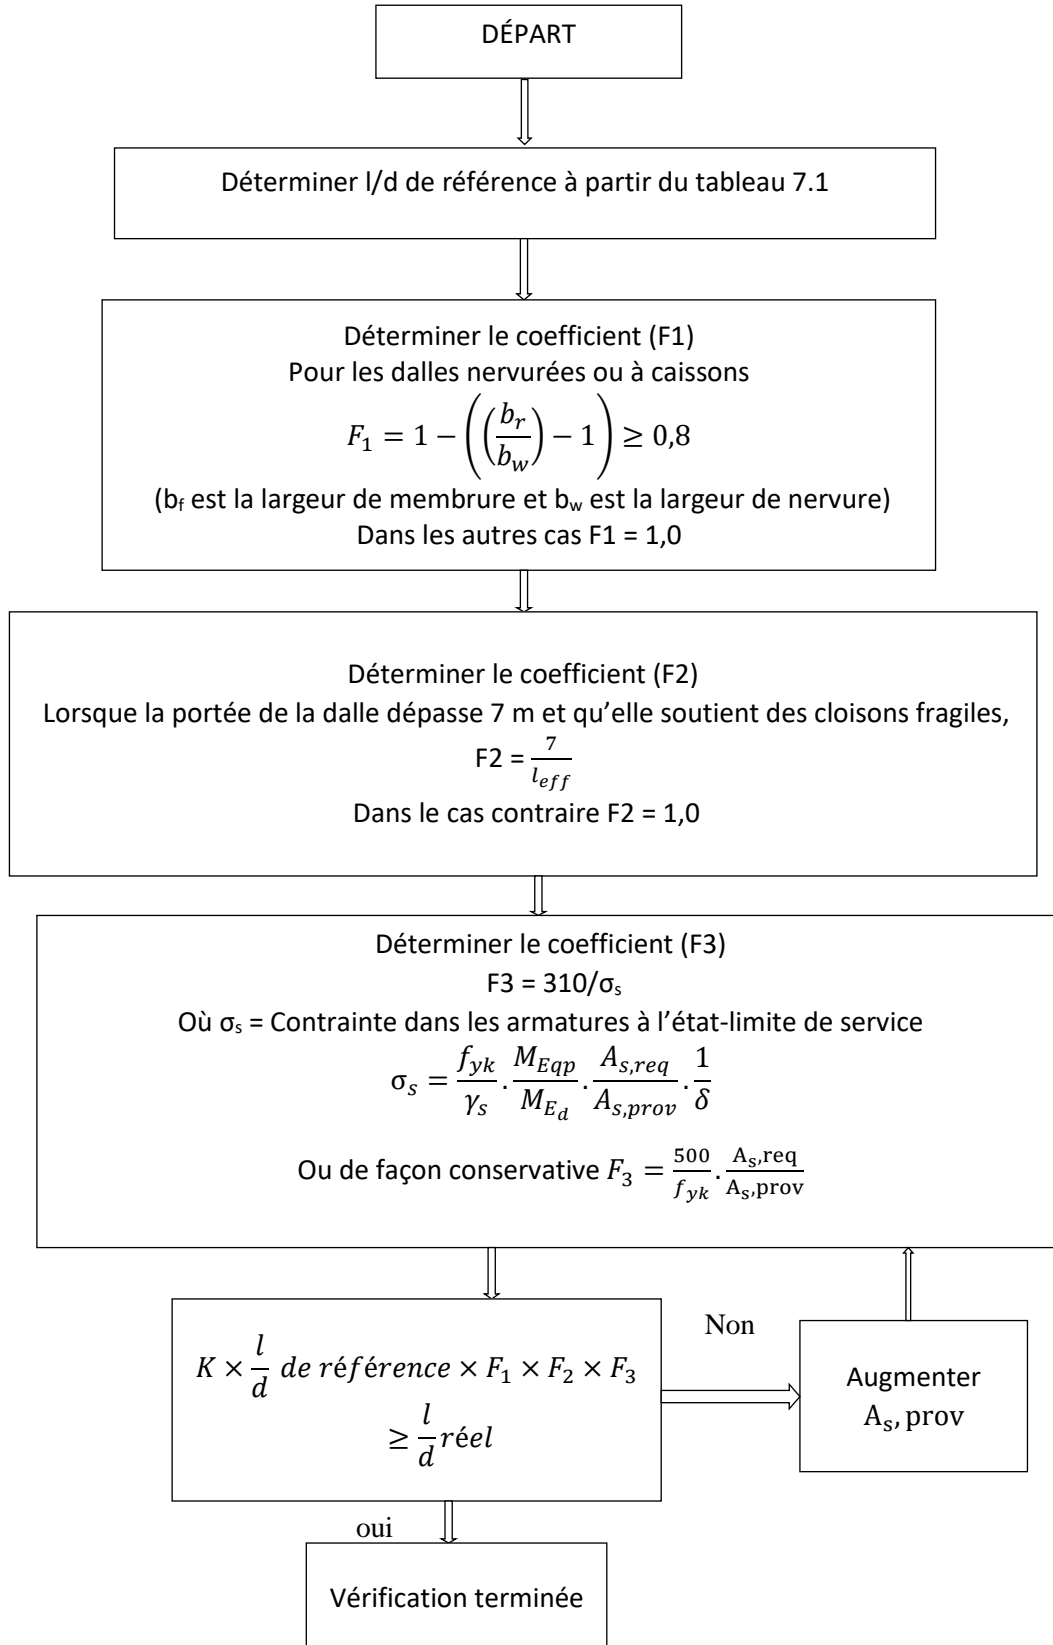 DÉPART
Déterminer l/d de référence à partir du tableau 7.1
Déterminer le coefficient (F1)
Pour les dalles nervurées ou à caissons
F₁ = 1 − ((b_r/b_w) − 1) ≥ 0,8
(b_f est la largeur de membrure et b_w est la largeur de nervure)
Dans les autres cas F1 = 1,0
Déterminer le coefficient (F2)
Lorsque la portée de la dalle dépasse 7 m et qu’elle soutient des cloisons fragiles,
F2 = 7/l_eff
Dans le cas contraire F2 = 1,0
Déterminer le coefficient (F3)
F3 = 310/σₛ
Où σₛ = Contrainte dans les armatures à l’état-limite de service
σₛ = f_yk/γₛ . M_Eqp/M_E_d . A_s,req/A_s,prov . 1/δ
Ou de façon conservative F₃ = 500/f_yk . A_s,req/A_s,prov
K × l/d de référence × F₁ × F₂ × F₃
≥ l/d réel
Non
Augmenter
Aₛ, prov
oui
Vérification terminée